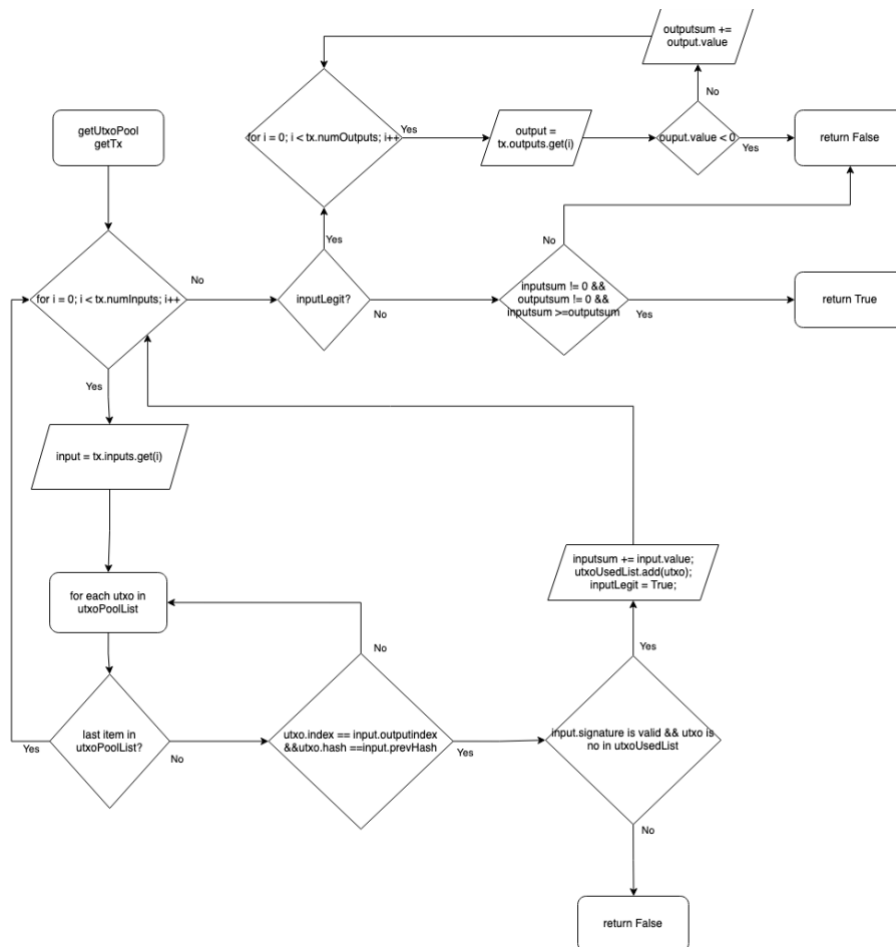 outputsum +=
output.value
No
getUtxoPool
getTx
for i = 0; i < tx.numOutputs; i++
Yes
output =
tx.outputs.get(i)
ouput.value < 0
Yes
return False
Yes
No
for i = 0; i < tx.numInputs; i++
No
inputLegit?
No
inputsum != 0 &&
outputsum != 0 &&
inputsum >=outputsum
Yes
return True
Yes
input = tx.inputs.get(i)
inputsum += input.value;
utxoUsedList.add(utxo);
inputLegit = True;
for each utxo in
utxoPoolList
No
Yes
last item in
utxoPoolList?
Yes
No
utxo.index == input.outputindex
&&utxo.hash ==input.prevHash
Yes
input.signature is valid && utxo is
no in utxoUsedList
No
return False